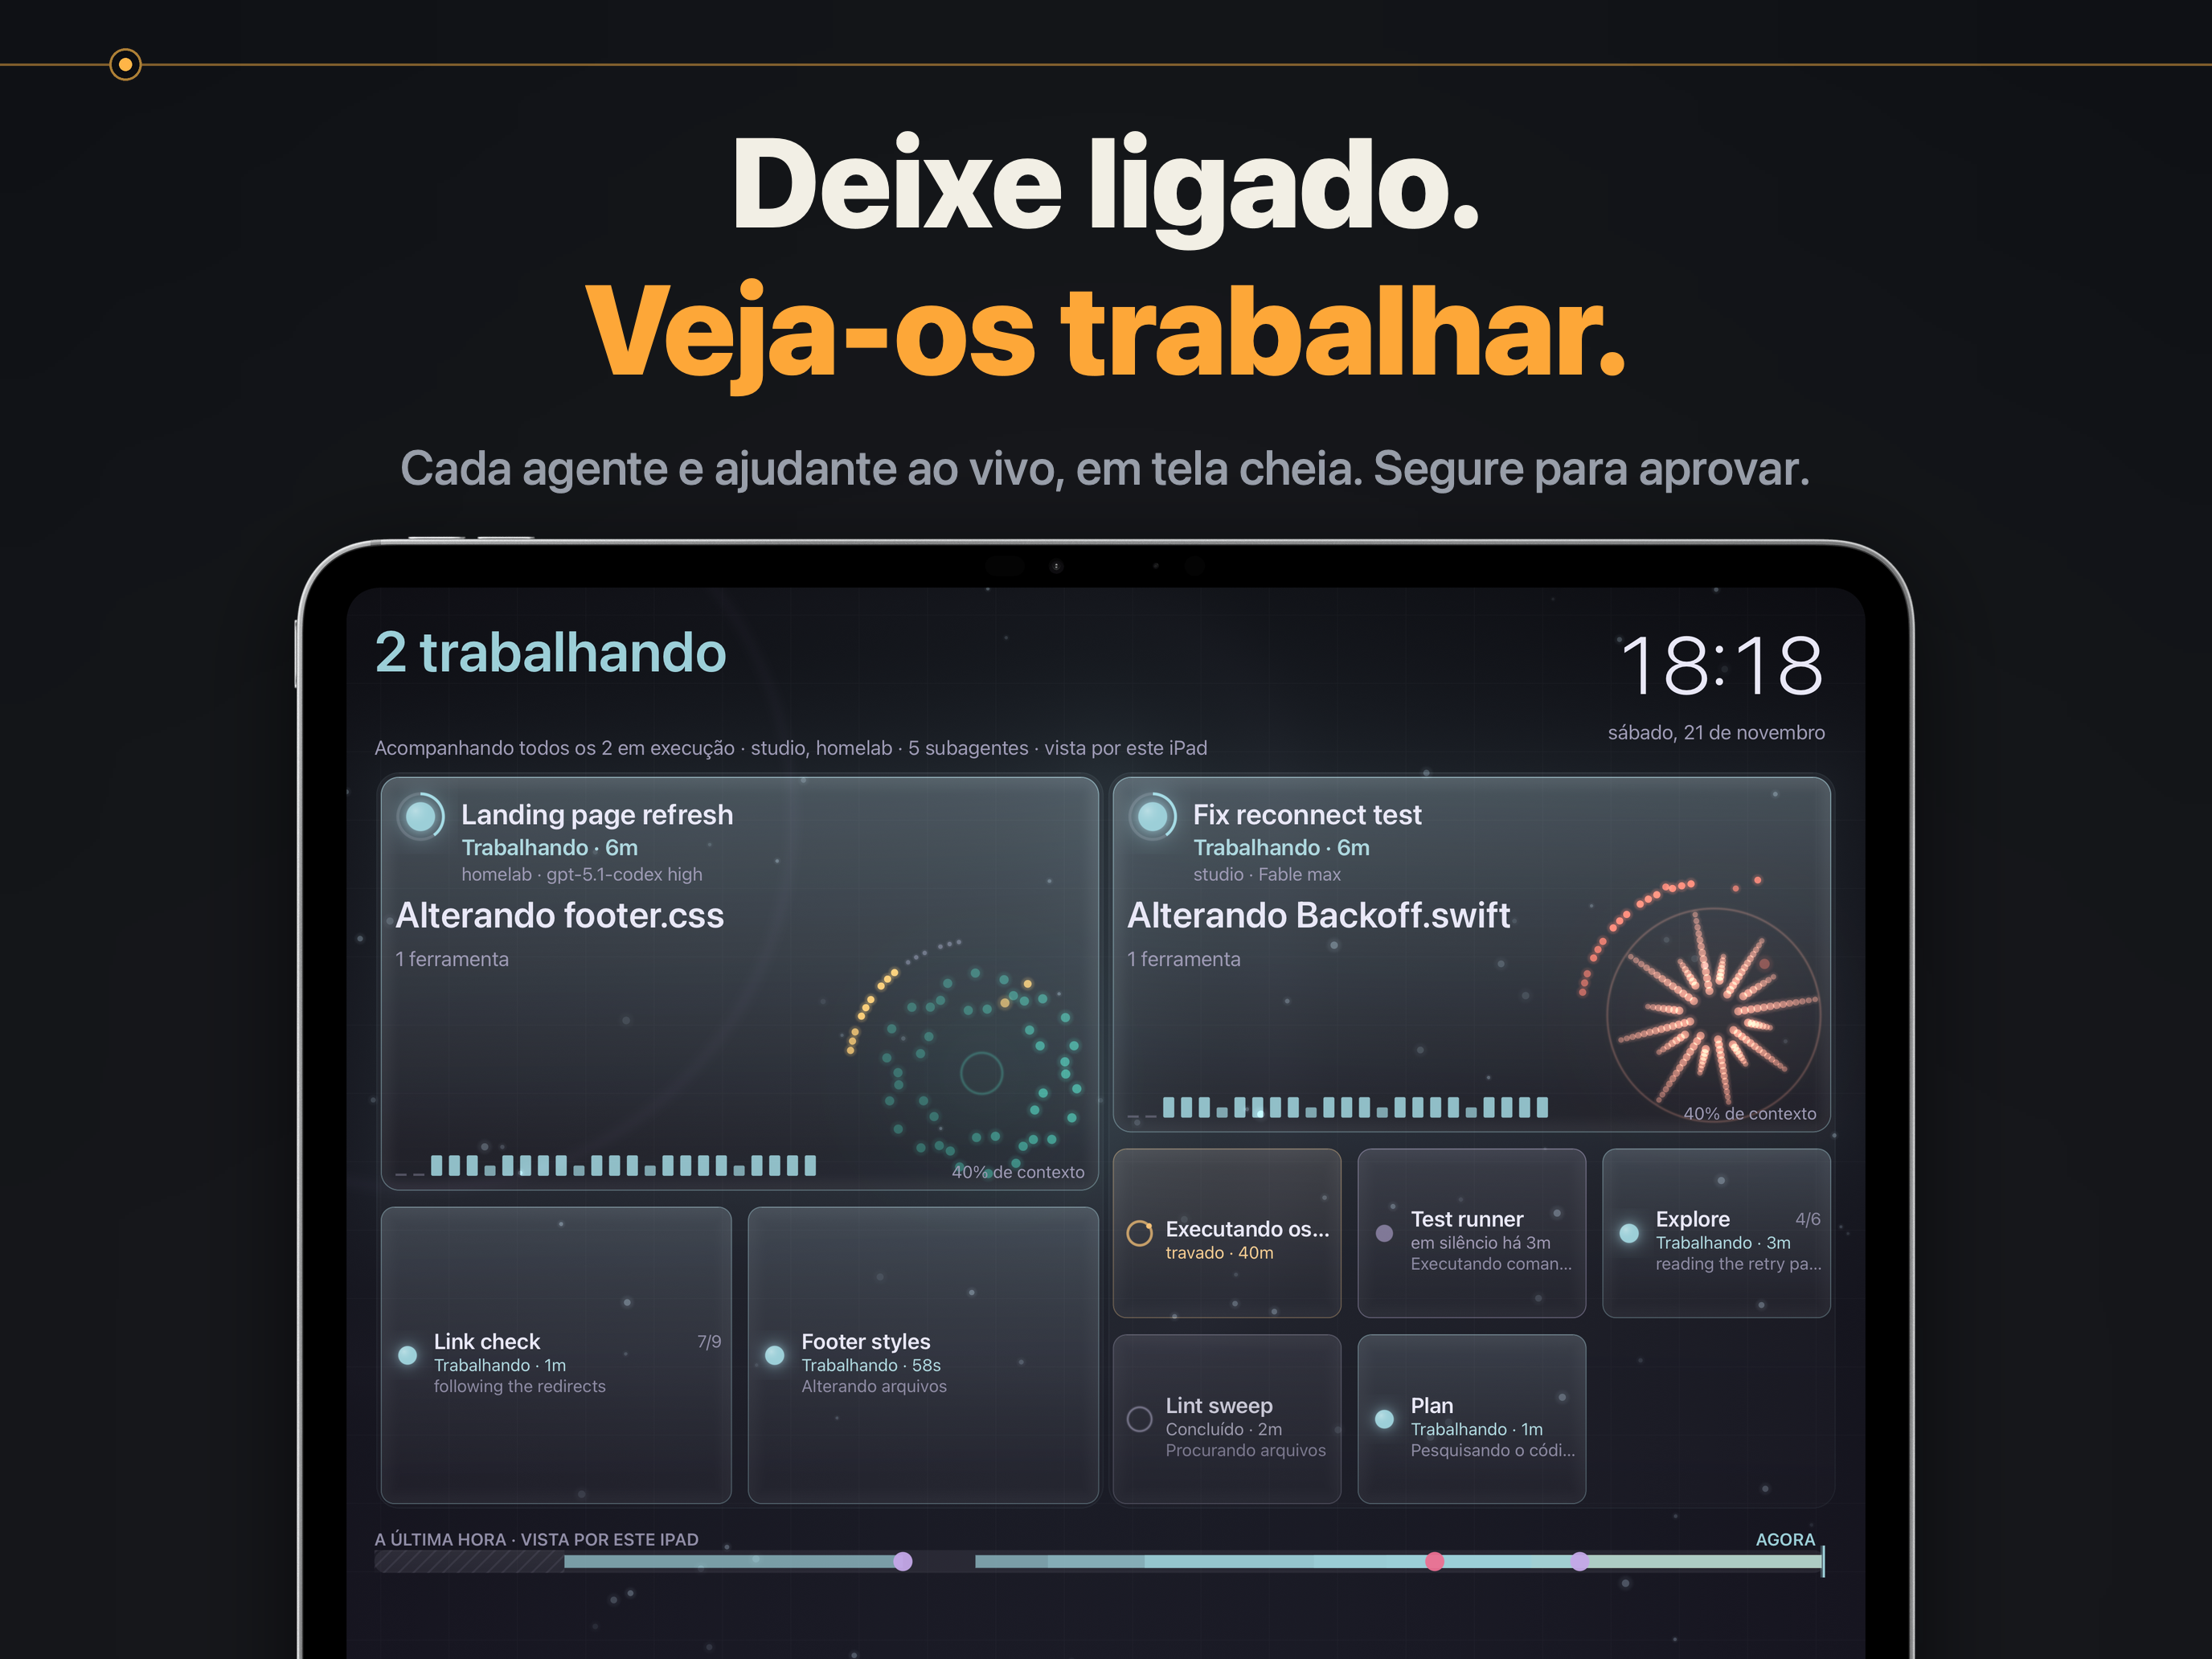 Deixe ligado.
Veja-os trabalhar.
Cada agente e ajudante ao vivo, em tela cheia. Segure para aprovar.
2 trabalhando
18:18
sábado, 21 de novembro
Acompanhando todos os 2 em execução · studio, homelab · 5 subagentes · vista por este iPad
Landing page refresh
Trabalhando · 6m
homelab · gpt-5.1-codex high
Alterando footer.css
1 ferramenta
40% de contexto
Fix reconnect test
Trabalhando · 6m
studio · Fable max
Alterando Backoff.swift
1 ferramenta
40% de contexto
Link check
7/9
Trabalhando · 1m
following the redirects
Footer styles
Trabalhando · 58s
Alterando arquivos
Executando os...
travado · 40m
Test runner
em silêncio há 3m
Executando coman...
Explore
4/6
Trabalhando · 3m
reading the retry pa...
Lint sweep
Concluído · 2m
Procurando arquivos
Plan
Trabalhando · 1m
Pesquisando o códi...
A ÚLTIMA HORA · VISTA POR ESTE IPAD
AGORA